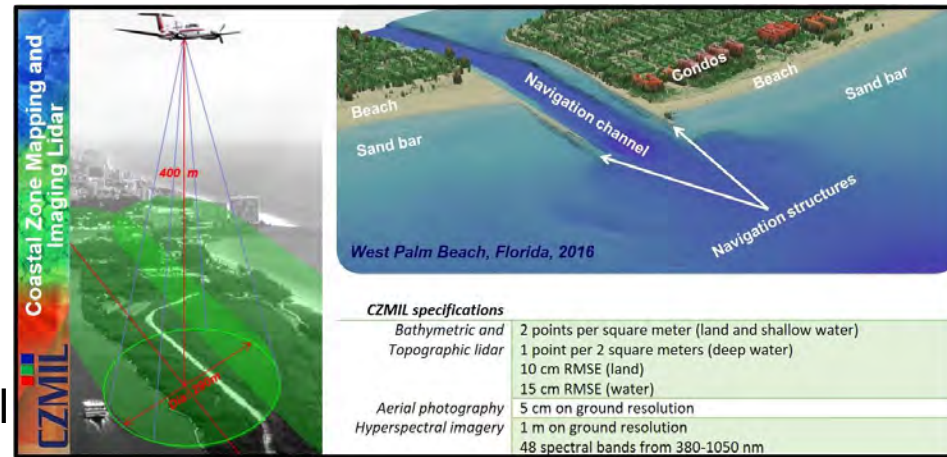 Coastal Zone Mapping and
Imaging Lidar
CZMIL
400 m
Beach
Sand bar
Navigation channel
Condos
Beach
Sand bar
Navigation structures
West Palm Beach, Florida, 2016
CZMIL specifications
Bathymetric and
Topographic lidar
2 points per square meter (land and shallow water)
1 point per 2 square meters (deep water)
10 cm RMSE (land)
15 cm RMSE (water)
Aerial photography
5 cm on ground resolution
Hyperspectral imagery
1 m on ground resolution
48 spectral bands from 380-1050 nm